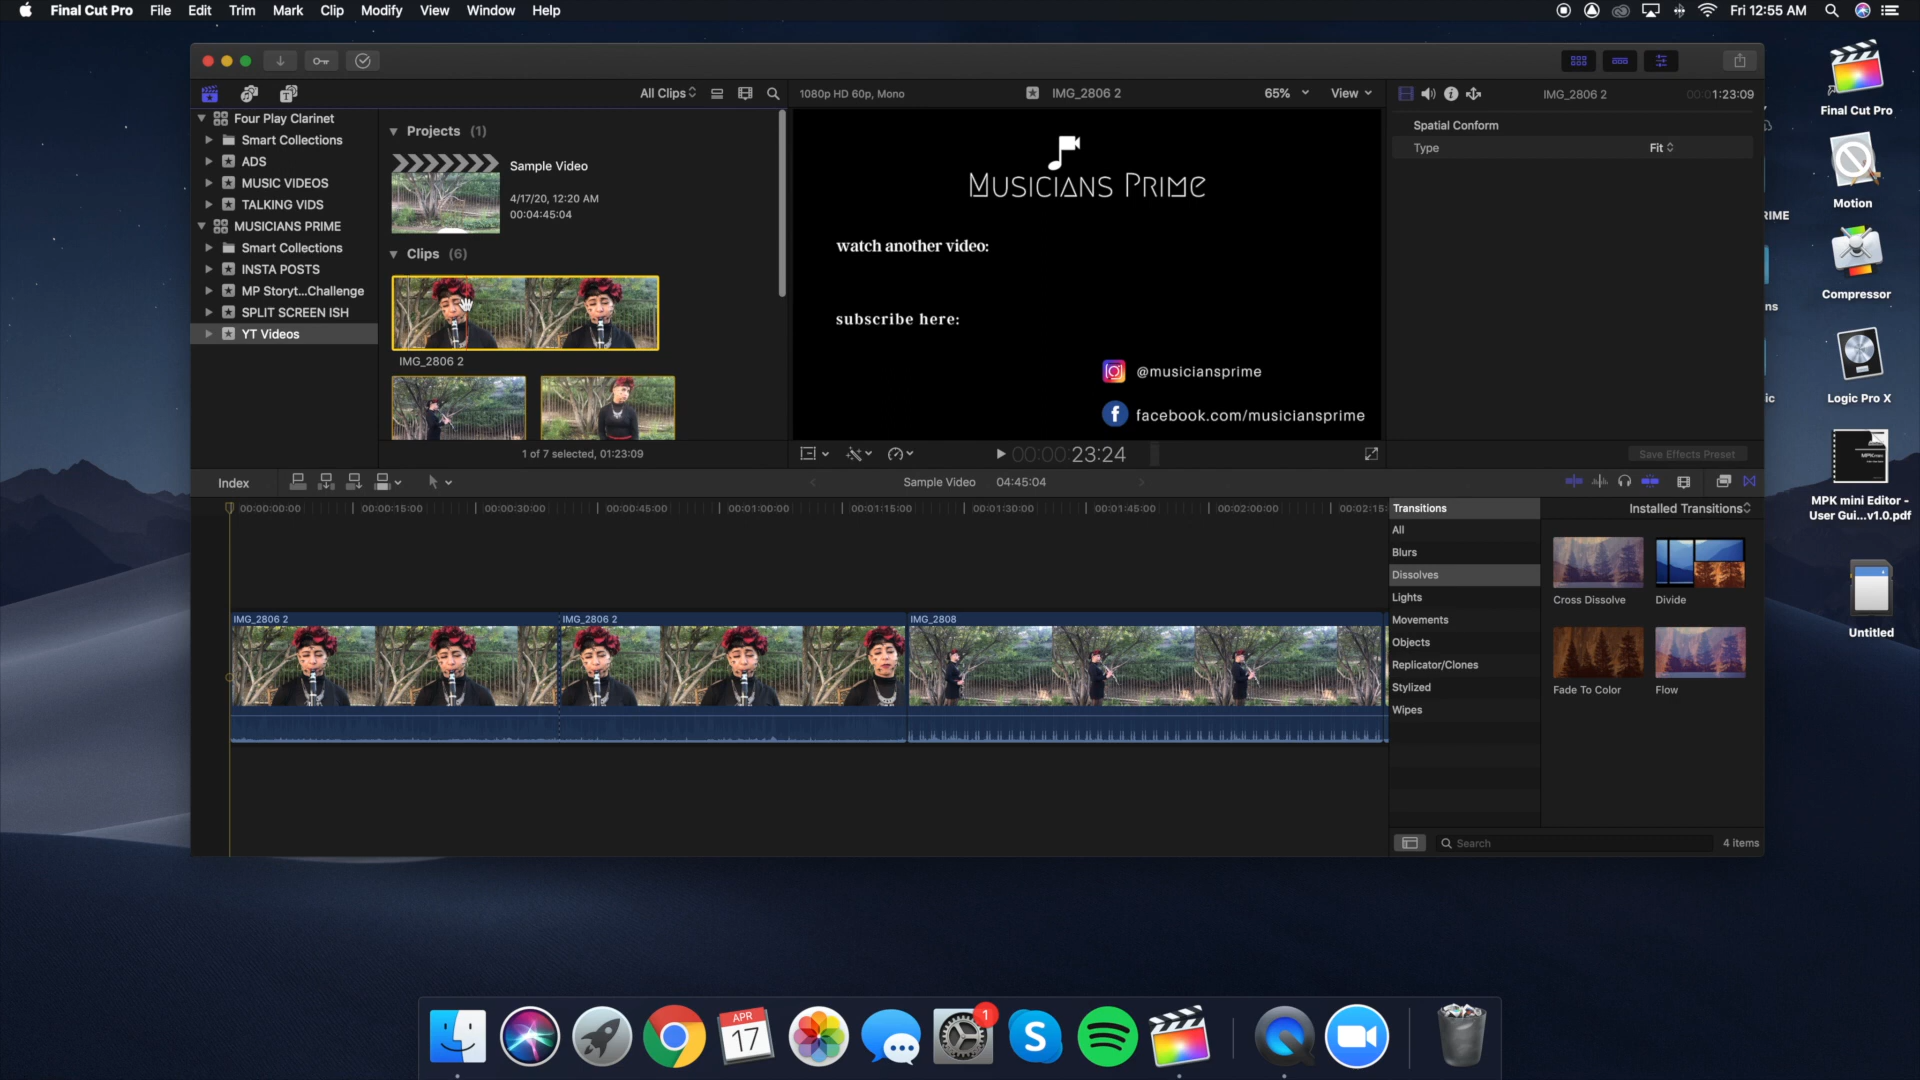 Final Cut Pro File Edit Trim Mark Clip Modify View Window Help
Fri 12:55 AM
All Clips
1080p HD 60p, Mono
IMG_2806 2
65%
View
IMG_2806 2
00:01:23:09
Four Play Clarinet
Smart Collections
ADS
MUSIC VIDEOS
TALKING VIDS
MUSICIANS PRIME
Smart Collections
INSTA POSTS
MP Storyt...Challenge
SPLIT SCREEN ISH
YT Videos
Projects (1)
Sample Video
4/17/20, 12:20 AM
00:04:45:04
Clips (6)
IMG_2806 2
1 of 7 selected, 01:23:09
MUSICIANS PRIME
watch another video:
subscribe here:
@musiciansprime
facebook.com/musiciansprime
00:00:23:24
Spatial Conform
Type
Fit
Save Effects Preset
Index
Sample Video
04:45:04
00:00:00:00
00:00:15:00
00:00:30:00
00:00:45:00
00:01:00:00
00:01:15:00
00:01:30:00
00:01:45:00
00:02:00:00
00:02:15:
IMG_2806 2
IMG_2806 2
IMG_2808
Transitions
All
Blurs
Dissolves
Lights
Movements
Objects
Replicator/Clones
Stylized
Wipes
Installed Transitions
Cross Dissolve
Divide
Fade To Color
Flow
Search
4 items
Final Cut Pro
Motion
RIME
Compressor
ns
Logic Pro X
ic
MPK mini Editor -
User Gui...v1.0.pdf
Untitled
APR
17
1